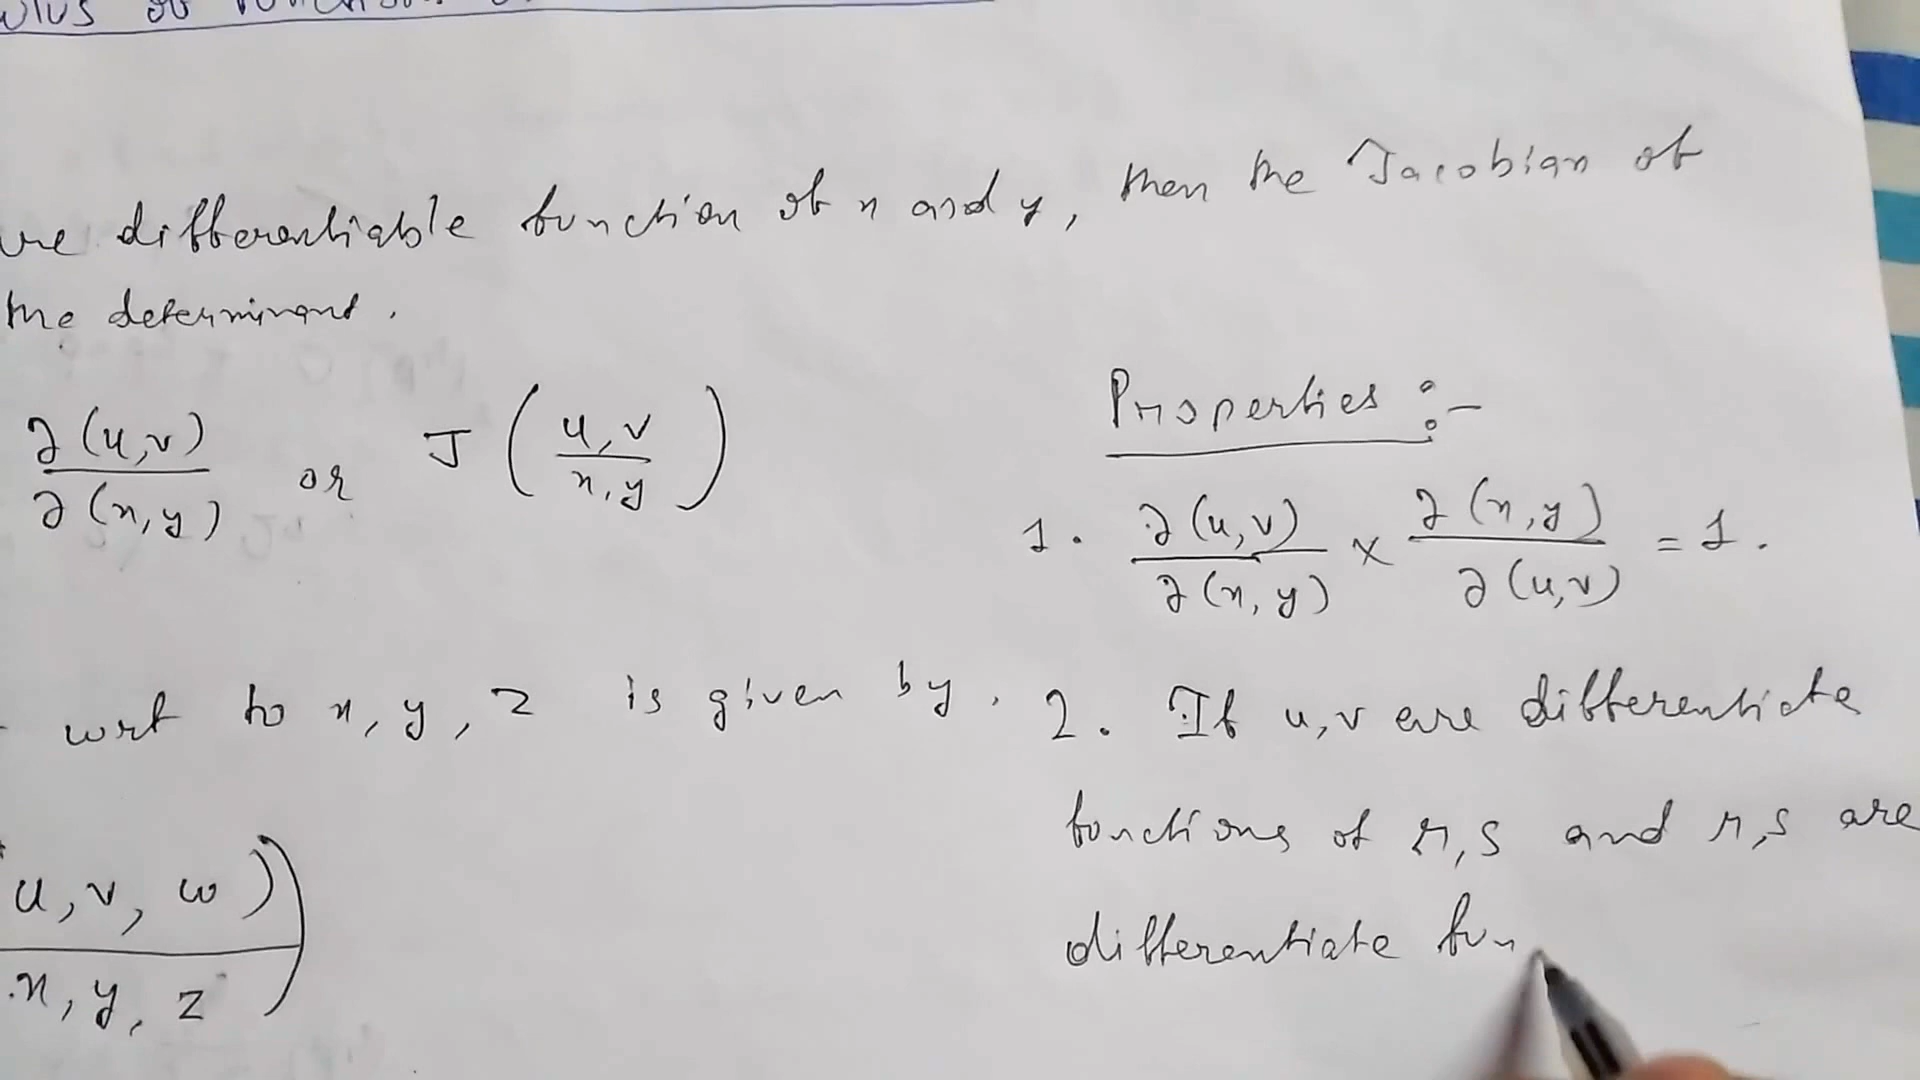 of
differentiable function of x and y, then the Jacobian of
the determinant.
∂(u,v)/∂(x,y) or J(u,v/x,y)
Properties :-
1. ∂(u,v)/∂(x,y) × ∂(x,y)/∂(u,v) = 1.
wrt to x, y, z is given by.
2. If u,v are differentiate
functions of r,s and r,s are
u, v, w)
x, y, z)
differentiate fun